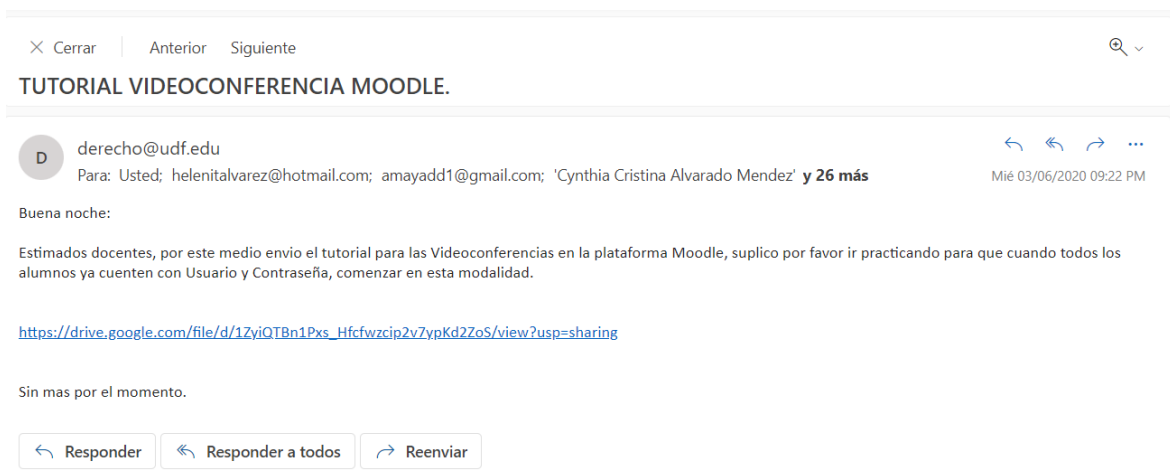 Cerrar Anterior Siguiente
TUTORIAL VIDEOCONFERENCIA MOODLE.
D
derecho@udf.edu
Para: Usted; helenitalvarez@hotmail.com; amayadd1@gmail.com; 'Cynthia Cristina Alvarado Mendez' y 26 más
Mié 03/06/2020 09:22 PM
Buena noche:
Estimados docentes, por este medio envio el tutorial para las Videoconferencias en la plataforma Moodle, suplico por favor ir practicando para que cuando todos los
alumnos ya cuenten con Usuario y Contraseña, comenzar en esta modalidad.
https://drive.google.com/file/d/1ZyiQTBn1Pxs_Hfcfwzcip2v7ypKd2ZoS/view?usp=sharing
Sin mas por el momento.
Responder Responder a todos Reenviar